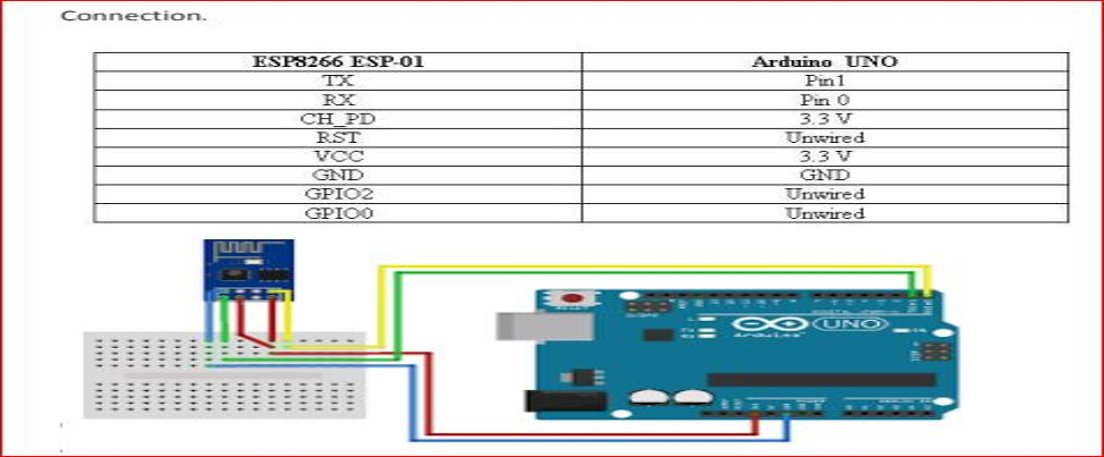 Connection.
ESP8266 ESP-01 Arduino UNO
TX Pin1
RX Pin 0
CH_PD 3.3 V
RST Unwired
VCC 3.3 V
GND GND
GPIO2 Unwired
GPIO0 Unwired
UNO